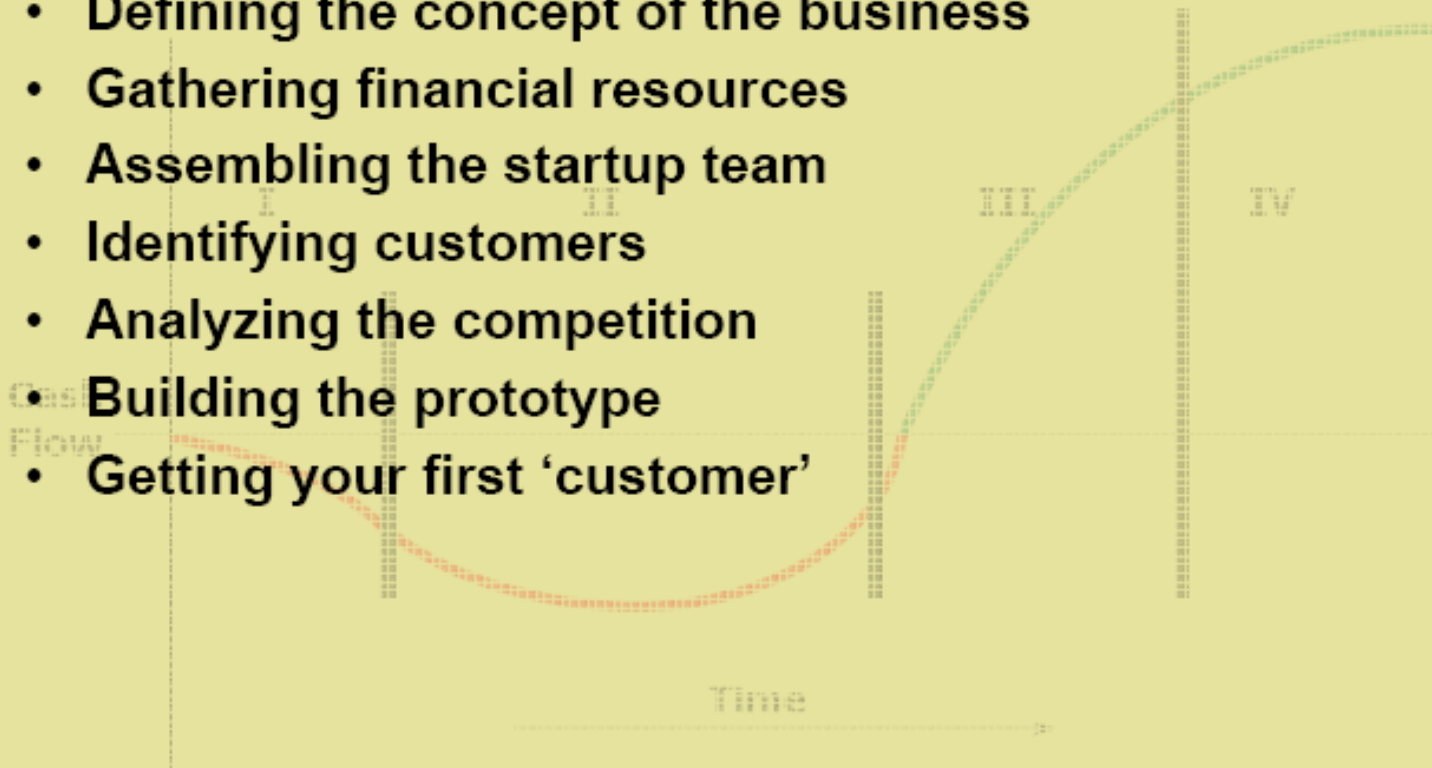 • Defining the concept of the business
• Gathering financial resources
• Assembling the startup team
I II III IV
• Identifying customers
• Analyzing the competition
Cash
• Building the prototype
Flow
• Getting your first ‘customer’
Time